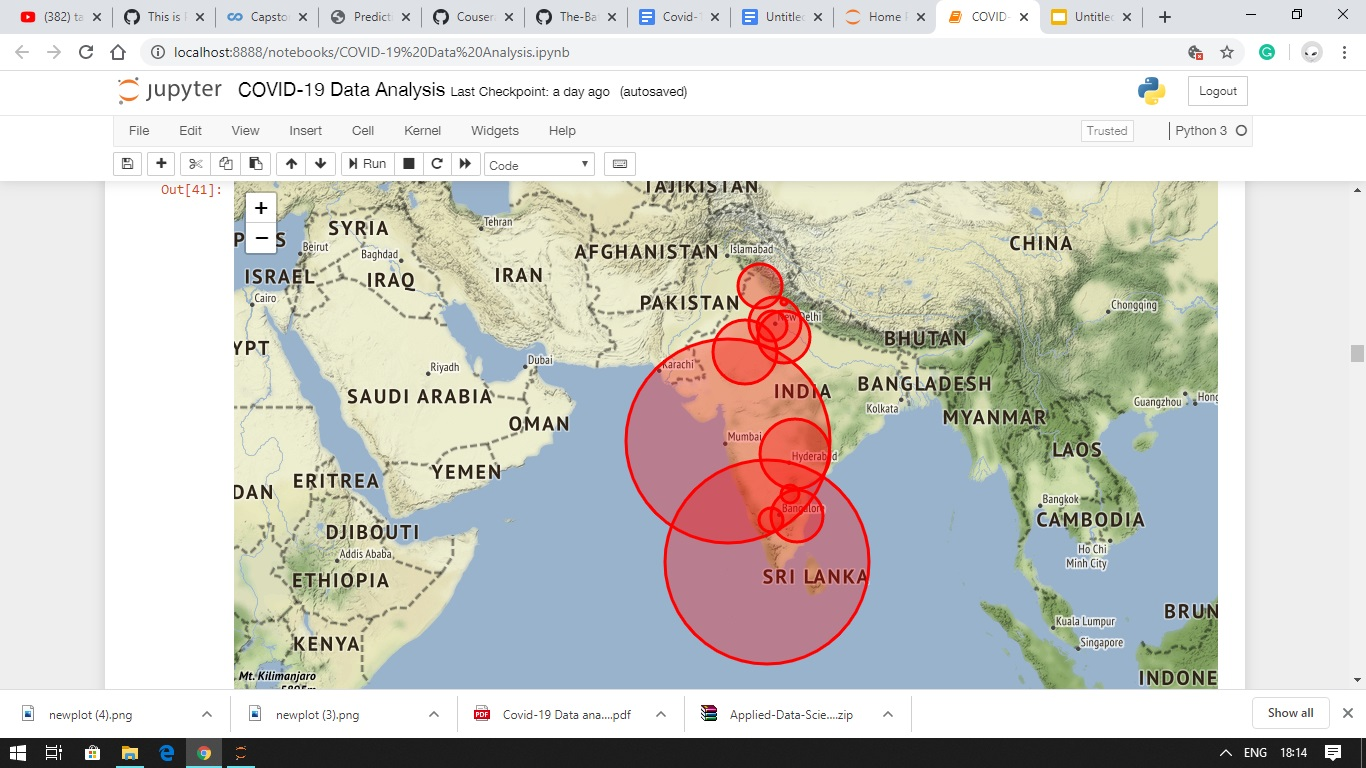 (382) ta
This is F
Capsto
Predicti
Cousera
The-Ba
Covid-1
Untitled
Home P
COVID-
Untitled
localhost:8888/notebooks/COVID-19%20Data%20Analysis.ipynb
jupyter COVID-19 Data Analysis Last Checkpoint: a day ago (autosaved)
Logout
File Edit View Insert Cell Kernel Widgets Help
Trusted
Python 3
Run
Code
Out[41]:
+
−
TAJIKISTAN
SYRIA
Tehran
CHINA
Beirut
Baghdad
AFGHANISTAN
Islamabad
ISRAEL
IRAQ
IRAN
Cairo
PAKISTAN
Chongqing
New Delhi
BHUTAN
YPT
Riyadh
Dubai
Karachi
SAUDI ARABIA
INDIA
BANGLADESH
Kolkata
Guangzhou
Hong
OMAN
MYANMAR
Mumbai
Hyderabad
LAOS
YEMEN
ERITREA
DAN
Bangkok
Bangalore
CAMBODIA
DJIBOUTI
Addis Ababa
Ho Chi
Minh City
ETHIOPIA
SRI LANKA
BRUN
Kuala Lumpur
KENYA
Singapore
Mt. Kilimanjaro
INDONE
newplot (4).png
newplot (3).png
Covid-19 Data ana....pdf
Applied-Data-Scie....zip
Show all
ENG 18:14